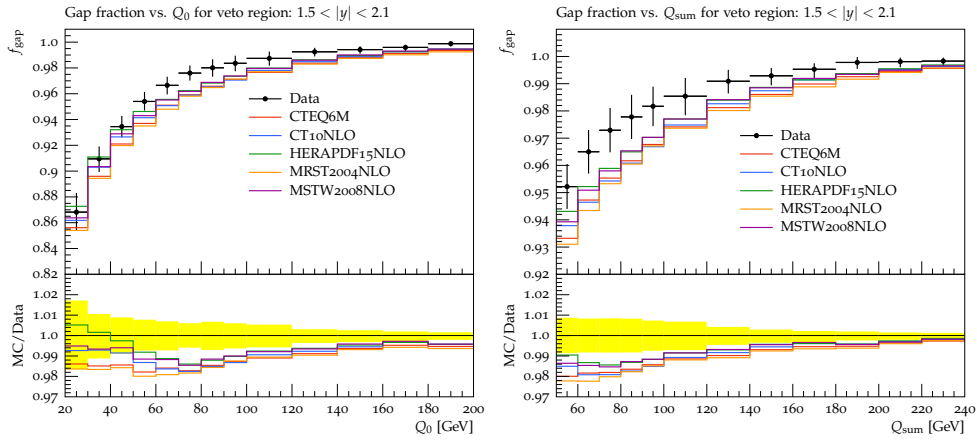 Gap fraction vs. Q0 for veto region: 1.5 < |y| < 2.1
fgap
1.0
0.98
0.96
0.94
0.92
0.9
0.88
0.86
0.84
0.82
Data
CTEQ6M
CT10NLO
HERAPDF15NLO
MRST2004NLO
MSTW2008NLO
MC/Data
1.02
1.01
1.0
0.99
0.98
0.97
20 40 60 80 100 120 140 160 180 200
Q0 [GeV]
Gap fraction vs. Qsum for veto region: 1.5 < |y| < 2.1
fgap
1.0
0.99
0.98
0.97
0.96
0.95
0.94
0.93
0.92
Data
CTEQ6M
CT10NLO
HERAPDF15NLO
MRST2004NLO
MSTW2008NLO
MC/Data
1.02
1.01
1.0
0.99
0.98
0.97
60 80 100 120 140 160 180 200 220 240
Qsum [GeV]